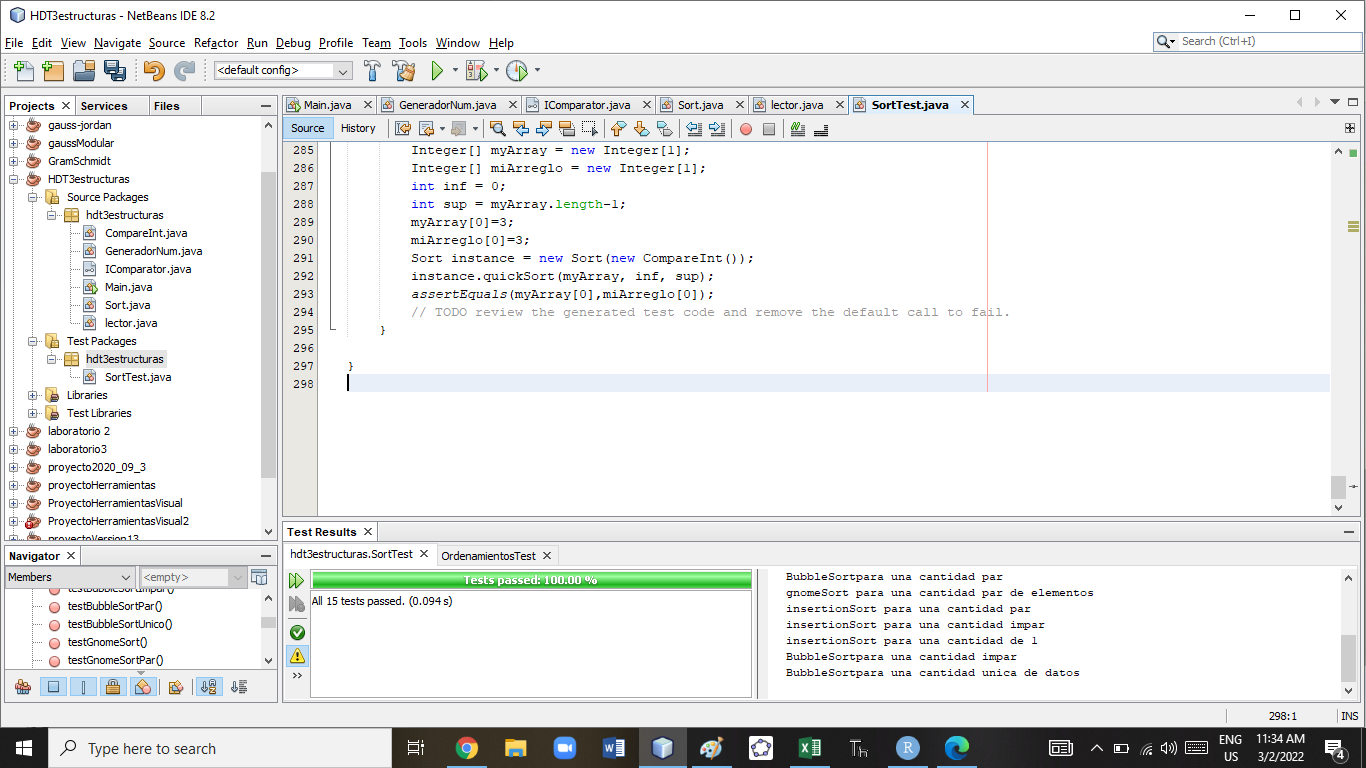 HDT3estructuras - NetBeans IDE 8.2
File Edit View Navigate Source Refactor Run Debug Profile Team Tools Window Help
Search (Ctrl+I)
<default config>
Projects Services Files
gauss-jordan
gaussModular
GramSchmidt
HDT3estructuras
Source Packages
hdt3estructuras
CompareInt.java
GeneradorNum.java
IComparator.java
Main.java
Sort.java
lector.java
Test Packages
hdt3estructuras
SortTest.java
Libraries
Test Libraries
laboratorio 2
laboratorio3
proyecto2020_09_3
proyectoHerramientas
ProyectoHerramientasVisual
ProyectoHerramientasVisual2
proyectoVersion13
Main.java GeneradorNum.java IComparator.java Sort.java lector.java SortTest.java
Source History
285 Integer[] myArray = new Integer[1];
286 Integer[] miArreglo = new Integer[1];
287 int inf = 0;
288 int sup = myArray.length-1;
289 myArray[0]=3;
290 miArreglo[0]=3;
291 Sort instance = new Sort(new CompareInt());
292 instance.quickSort(myArray, inf, sup);
293 assertEquals(myArray[0],miArreglo[0]);
294 // TODO review the generated test code and remove the default call to fail.
295 }
296
297 }
298
Navigator
Members <empty>
testBubbleSortImpar()
testBubbleSortPar()
testBubbleSortUnico()
testGnomeSort()
testGnomeSortPar()
Test Results
hdt3estructuras.SortTest OrdenamientosTest
Tests passed: 100.00 %
All 15 tests passed. (0.094 s)
BubbleSortpara una cantidad par
gnomeSort para una cantidad par de elementos
insertionSort para una cantidad par
insertionSort para una cantidad impar
insertionSort para una cantidad de 1
BubbleSortpara una cantidad impar
BubbleSortpara una cantidad unica de datos
298:1 INS
Type here to search
ENG
US
11:34 AM
3/2/2022
4